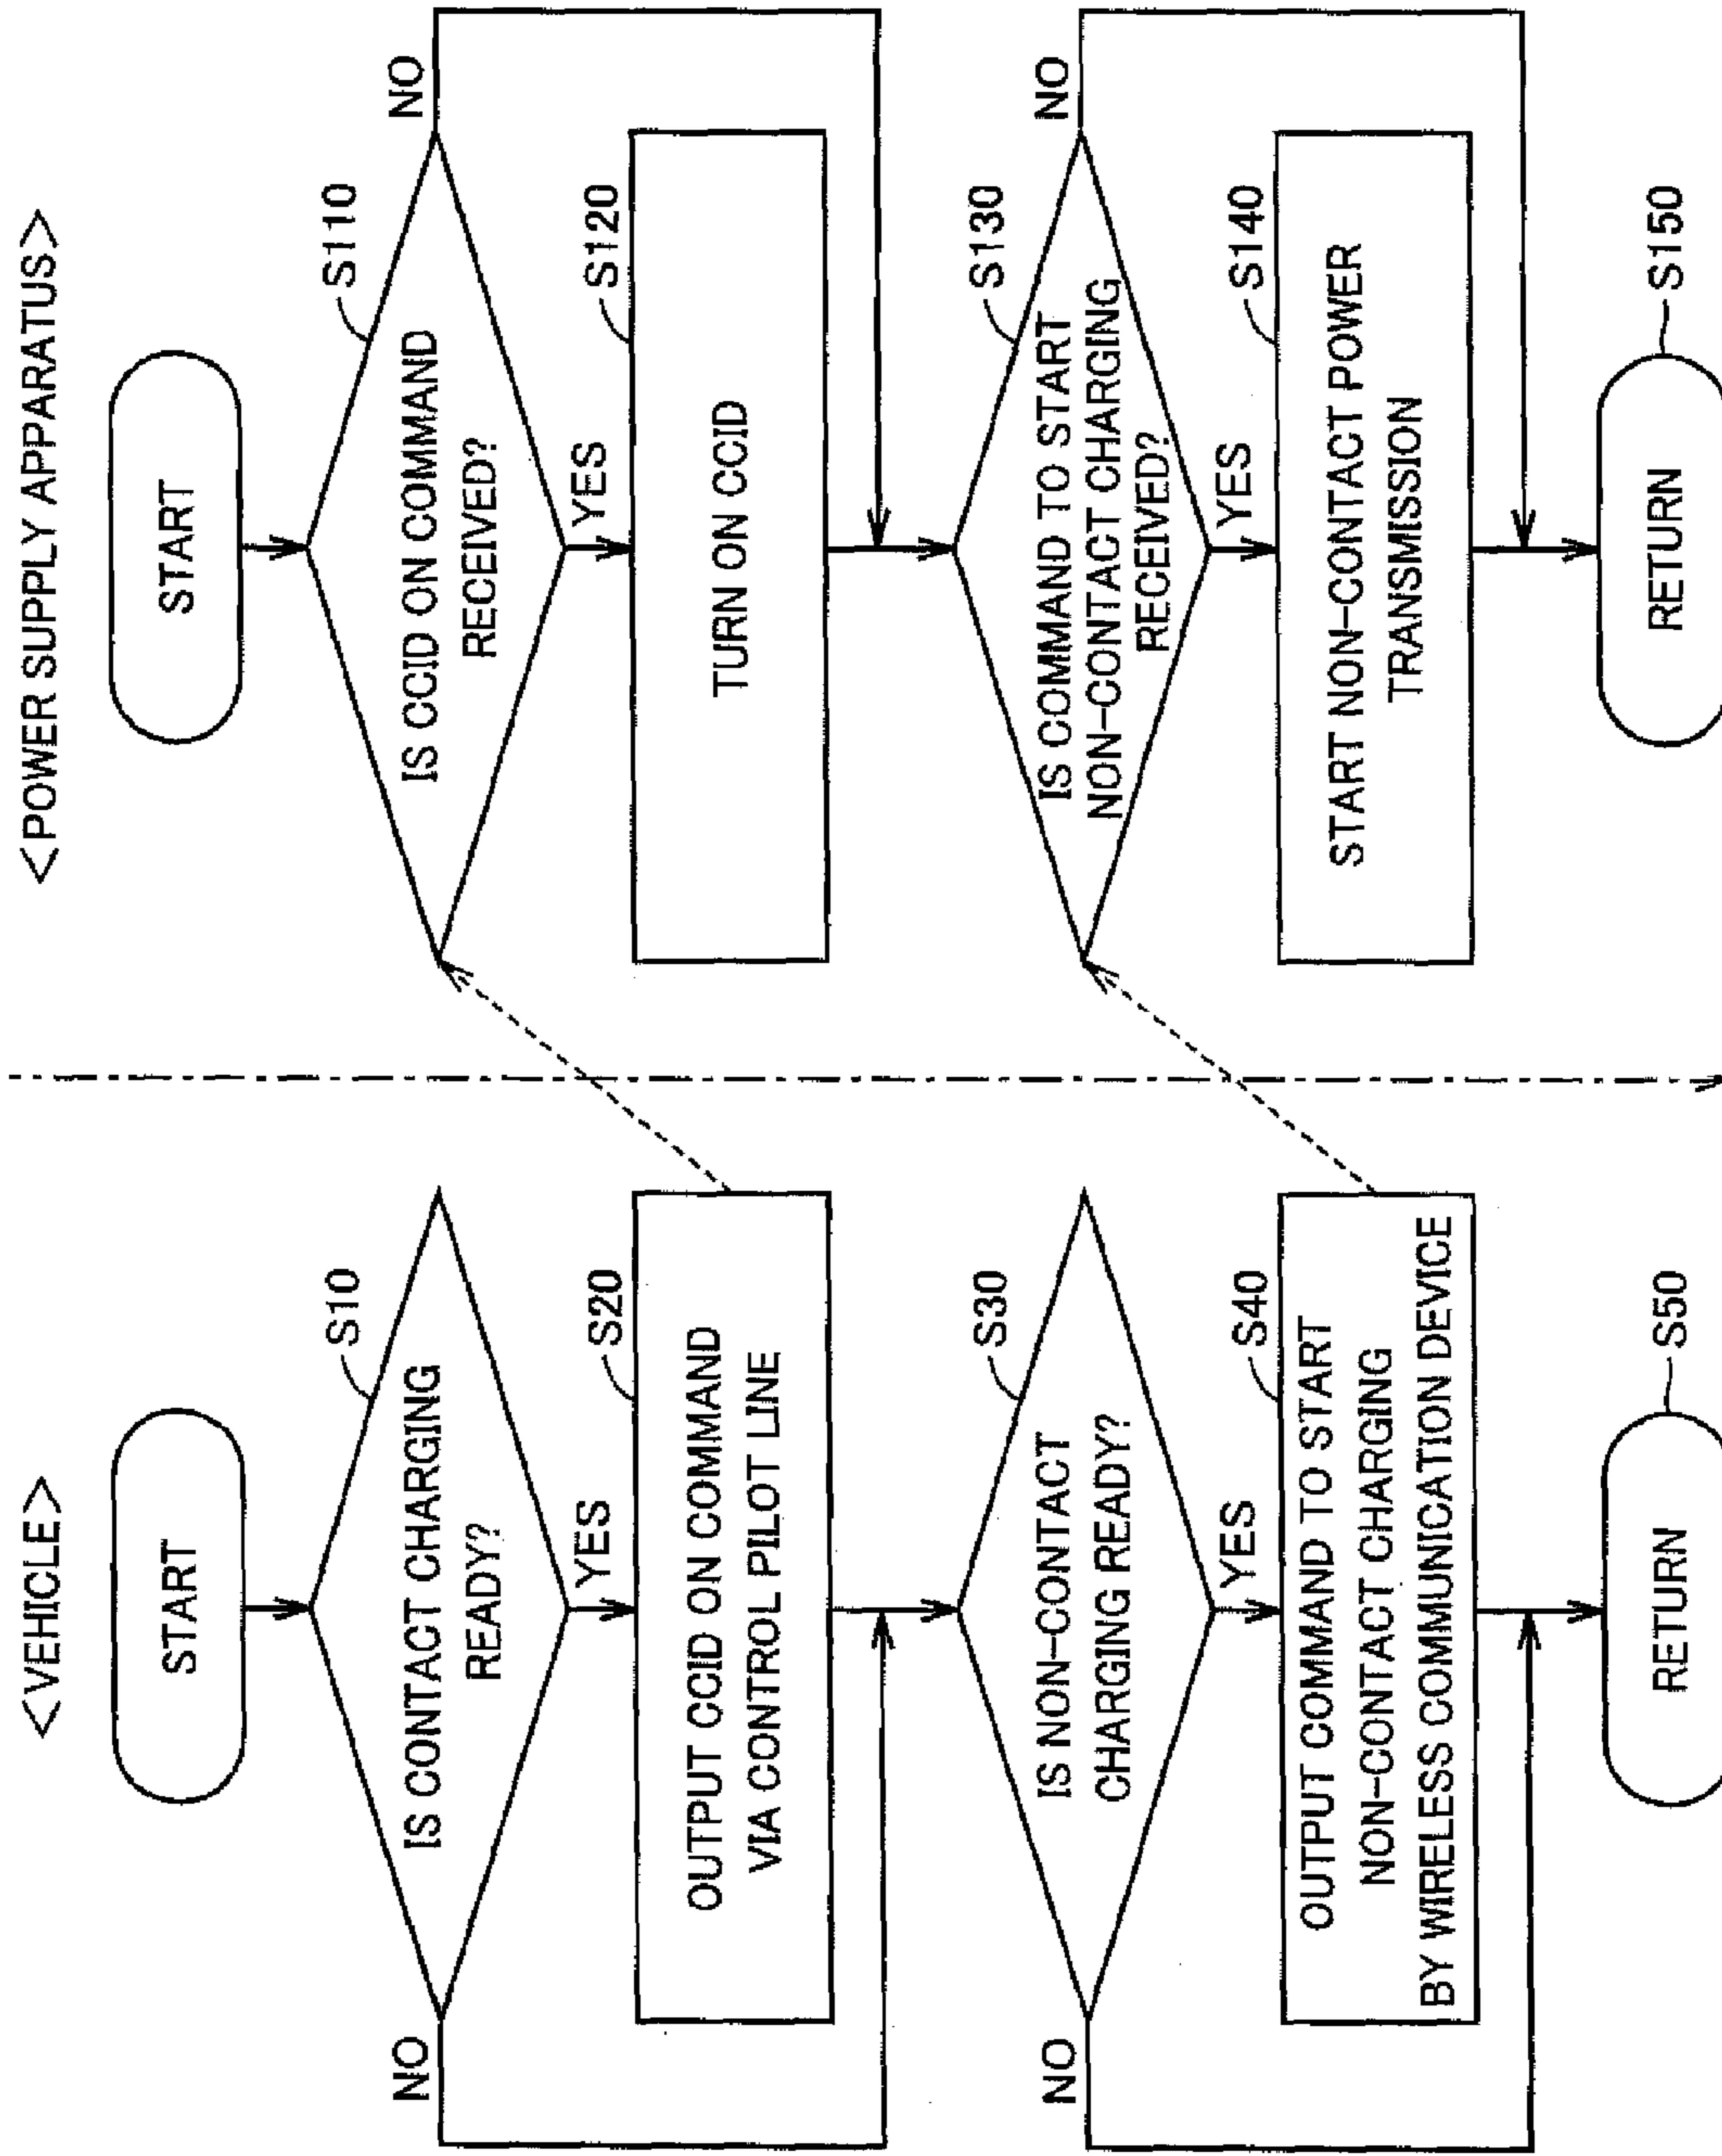 <VEHICLE>
START
IS CONTACT CHARGING
READY?
S10
NO
YES
OUTPUT CCID ON COMMAND
VIA CONTROL PILOT LINE
S20
IS NON-CONTACT
CHARGING READY?
S30
NO
YES
OUTPUT COMMAND TO START
NON-CONTACT CHARGING
BY WIRELESS COMMUNICATION DEVICE
S40
RETURN
S50
<POWER SUPPLY APPARATUS>
START
IS CCID ON COMMAND
RECEIVED?
S110
NO
YES
TURN ON CCID
S120
IS COMMAND TO START
NON-CONTACT CHARGING
RECEIVED?
S130
NO
YES
START NON-CONTACT POWER
TRANSMISSION
S140
RETURN
S150